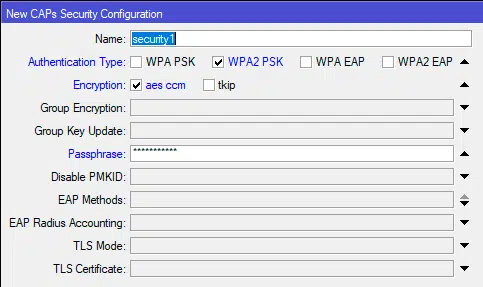 New CAPs Security Configuration
Name: security1
Authentication Type: WPA PSK WPA2 PSK WPA EAP WPA2 EAP
Encryption: aes ccm tkip
Group Encryption:
Group Key Update:
Passphrase: ***********
Disable PMKID:
EAP Methods:
EAP Radius Accounting:
TLS Mode:
TLS Certificate: